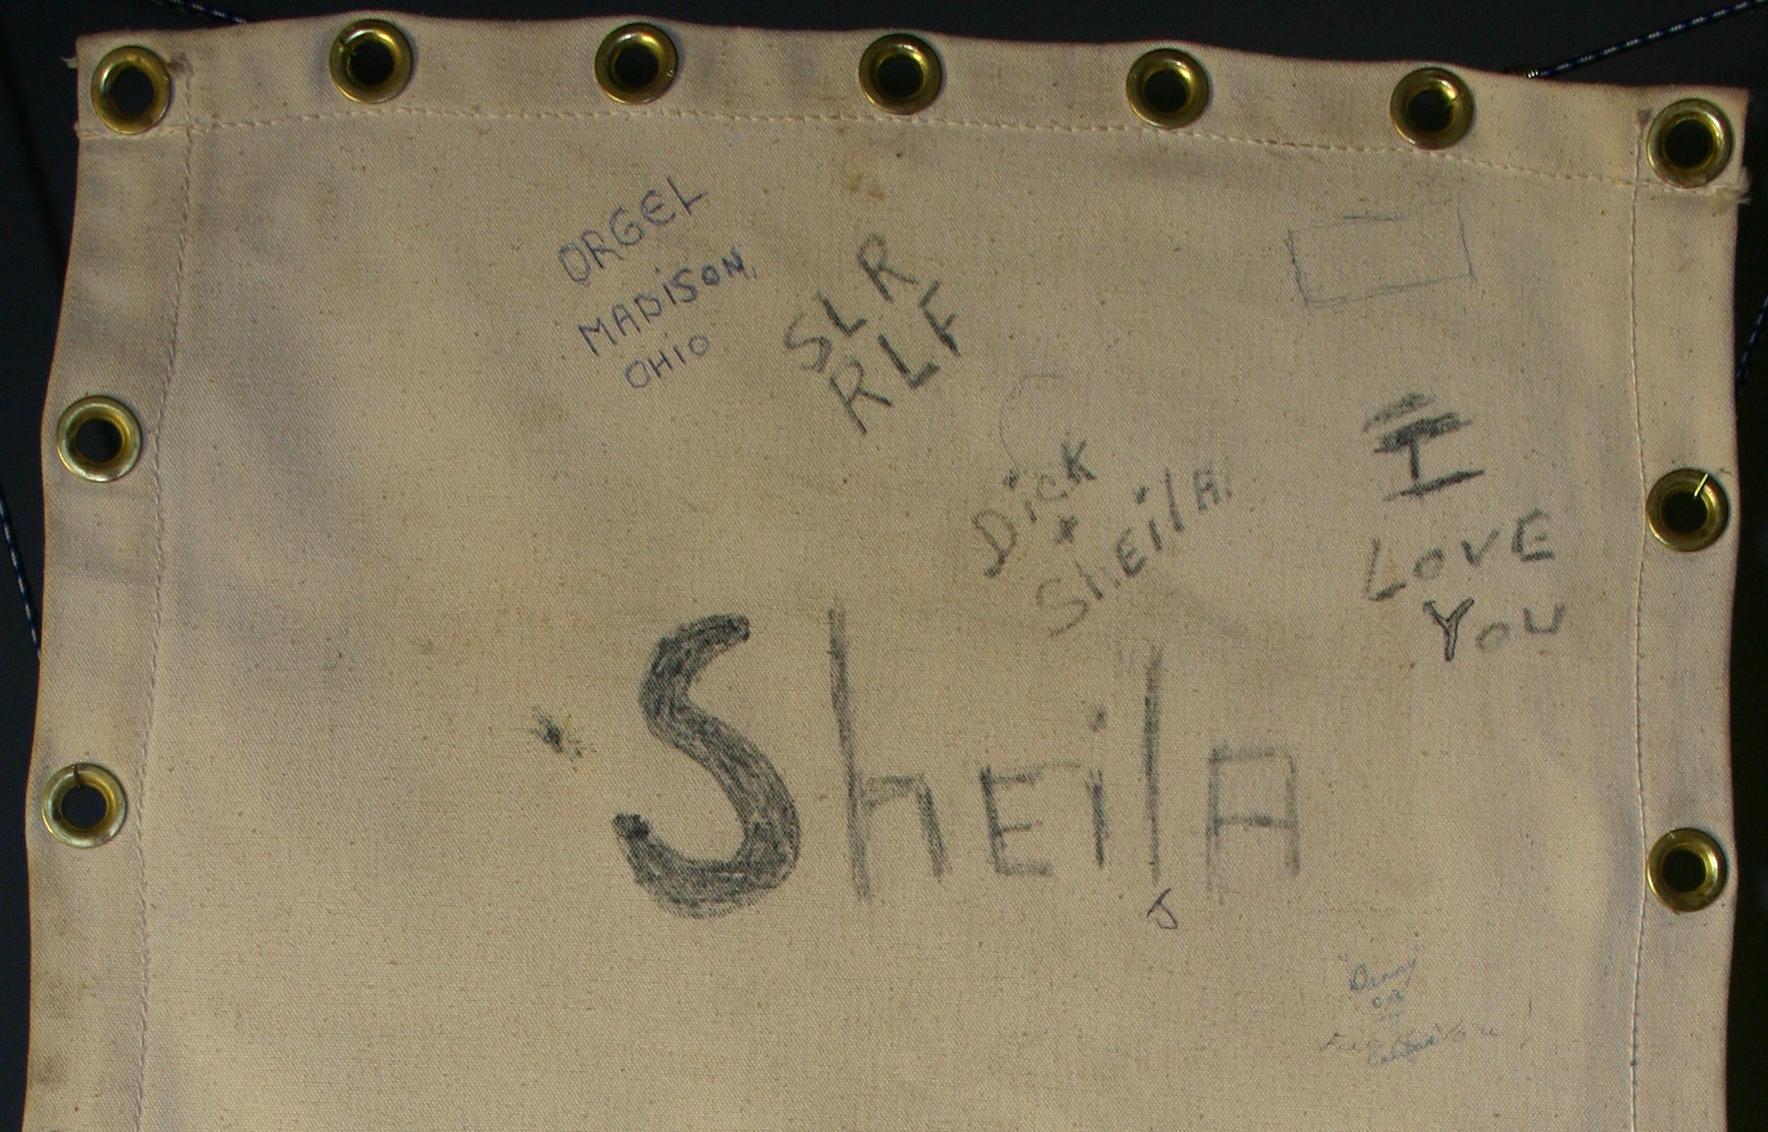 ORGEL
MADISON,
OHIO
SLR
RLF
Dick
+
SheilA
I
LOVE
YOU
SheilA
J
"Danny"